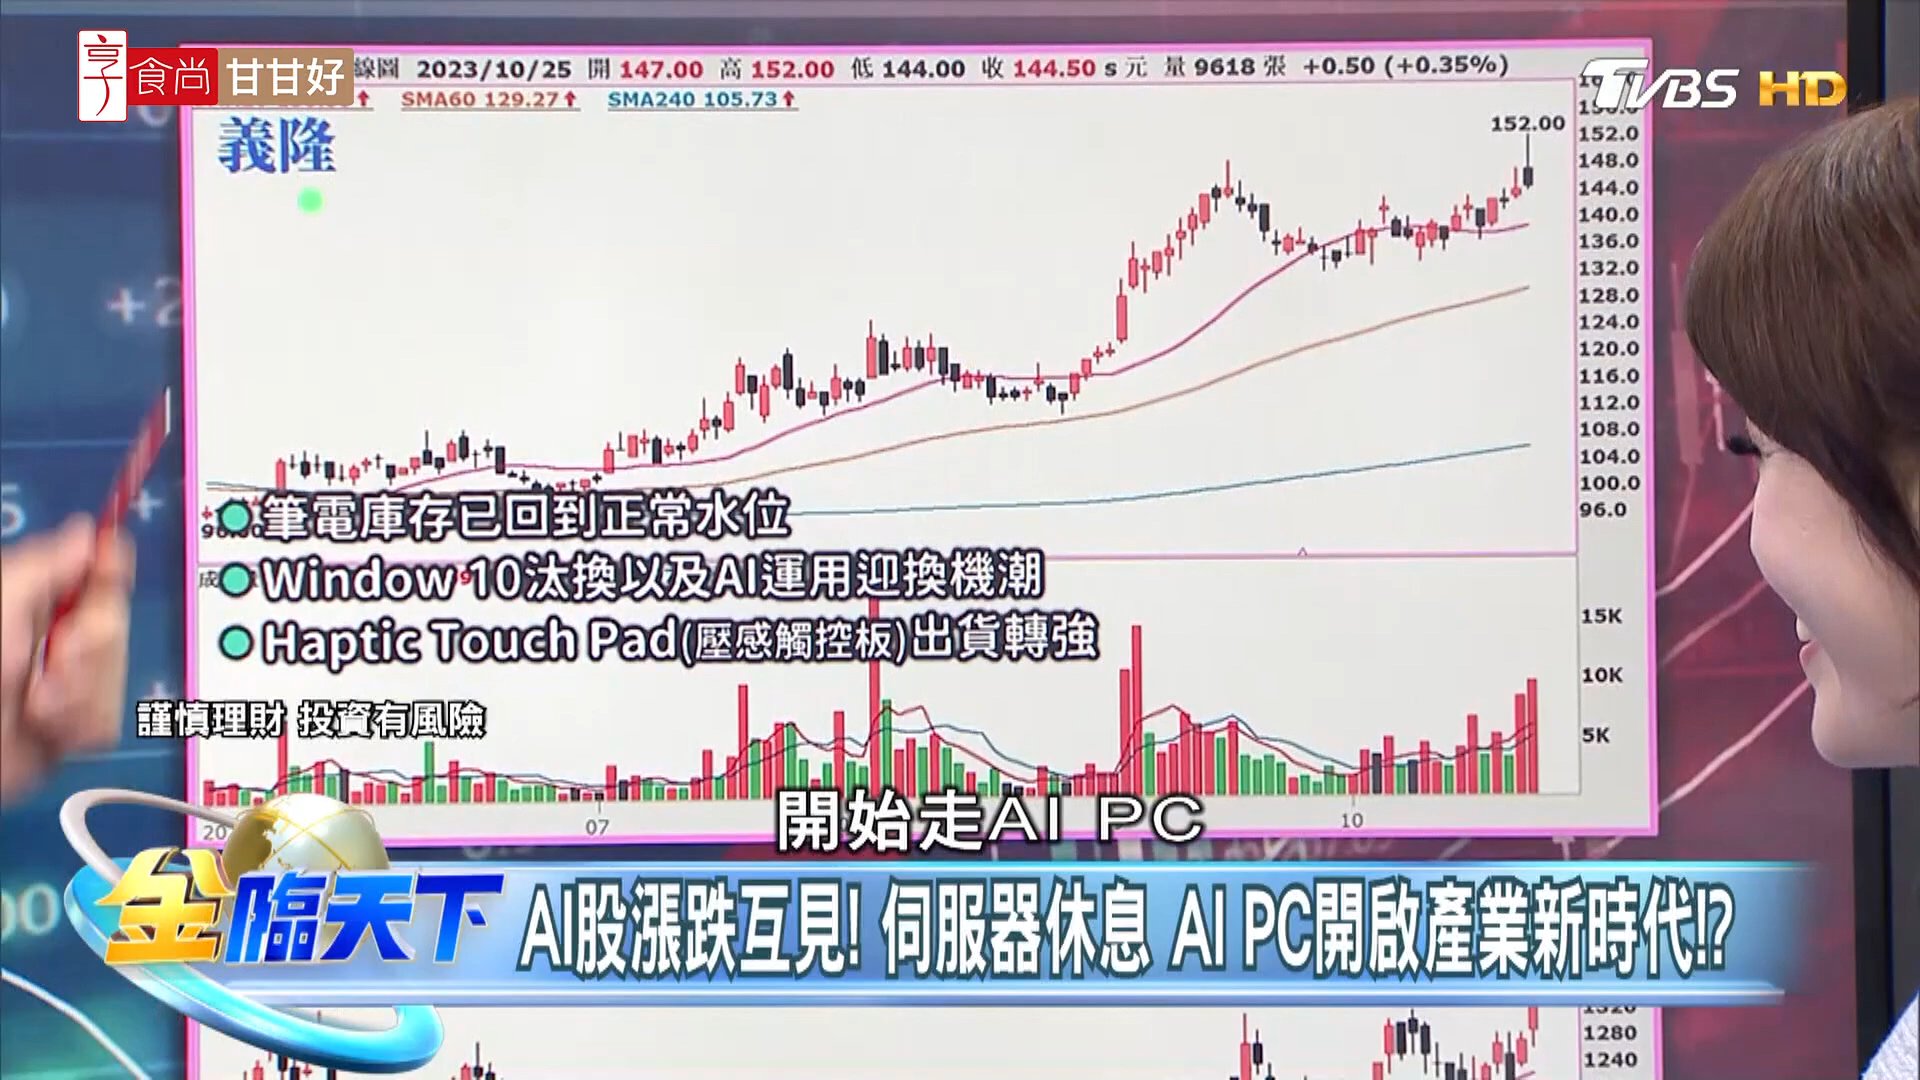 享食尚 甘甘好
線圖 2023/10/25 開 147.00 高 152.00 低 144.00 收 144.50 s 元 量 9618 張 +0.50 (+0.35%)
TVBS HD
SMA60 129.27↑ SMA240 105.73↑
義隆
152.00
152.0
148.0
144.0
140.0
136.0
132.0
128.0
124.0
120.0
116.0
112.0
108.0
104.0
100.0
96.0
筆電庫存已回到正常水位
Window 10汰換以及AI運用迎換機潮
Haptic Touch Pad(壓感觸控板)出貨轉強
15K
10K
5K
謹慎理財 投資有風險
20
07
10
開始走AI PC
金臨天下
AI股漲跌互見! 伺服器休息 AI PC開啟產業新時代!?
1320
1280
1240